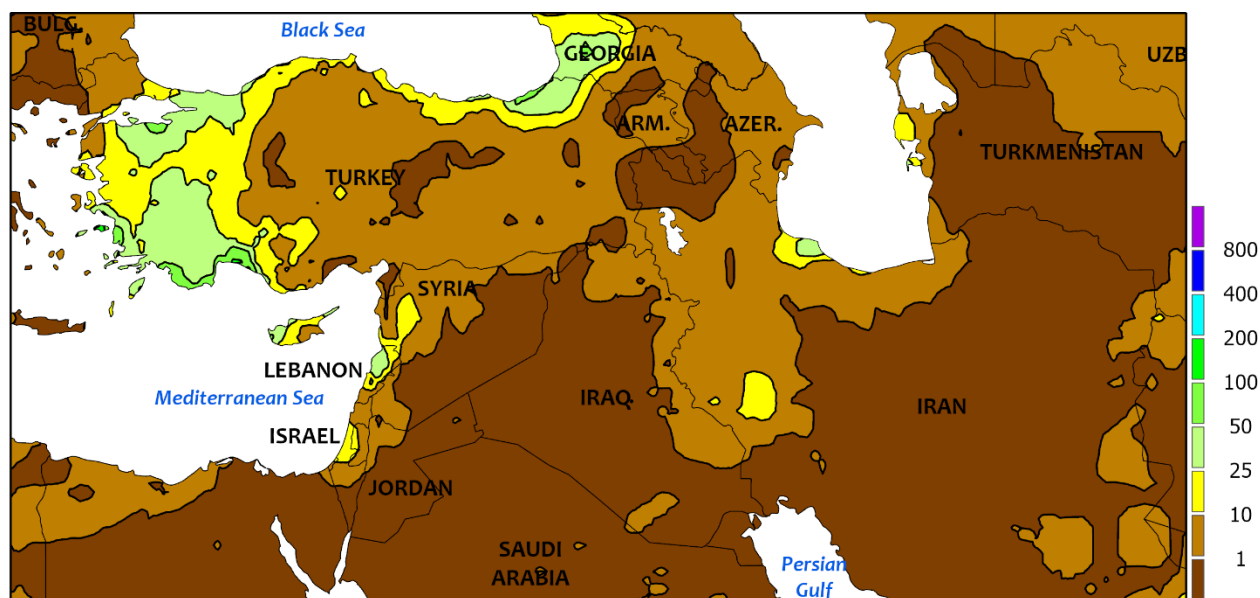 BULG.
Black Sea
GEORGIA
UZB
ARM.
AZER.
TURKMENISTAN
TURKEY
SYRIA
LEBANON
Mediterranean Sea
IRAQ
IRAN
ISRAEL
JORDAN
SAUDI
ARABIA
Persian
Gulf
800
400
200
100
50
25
10
1